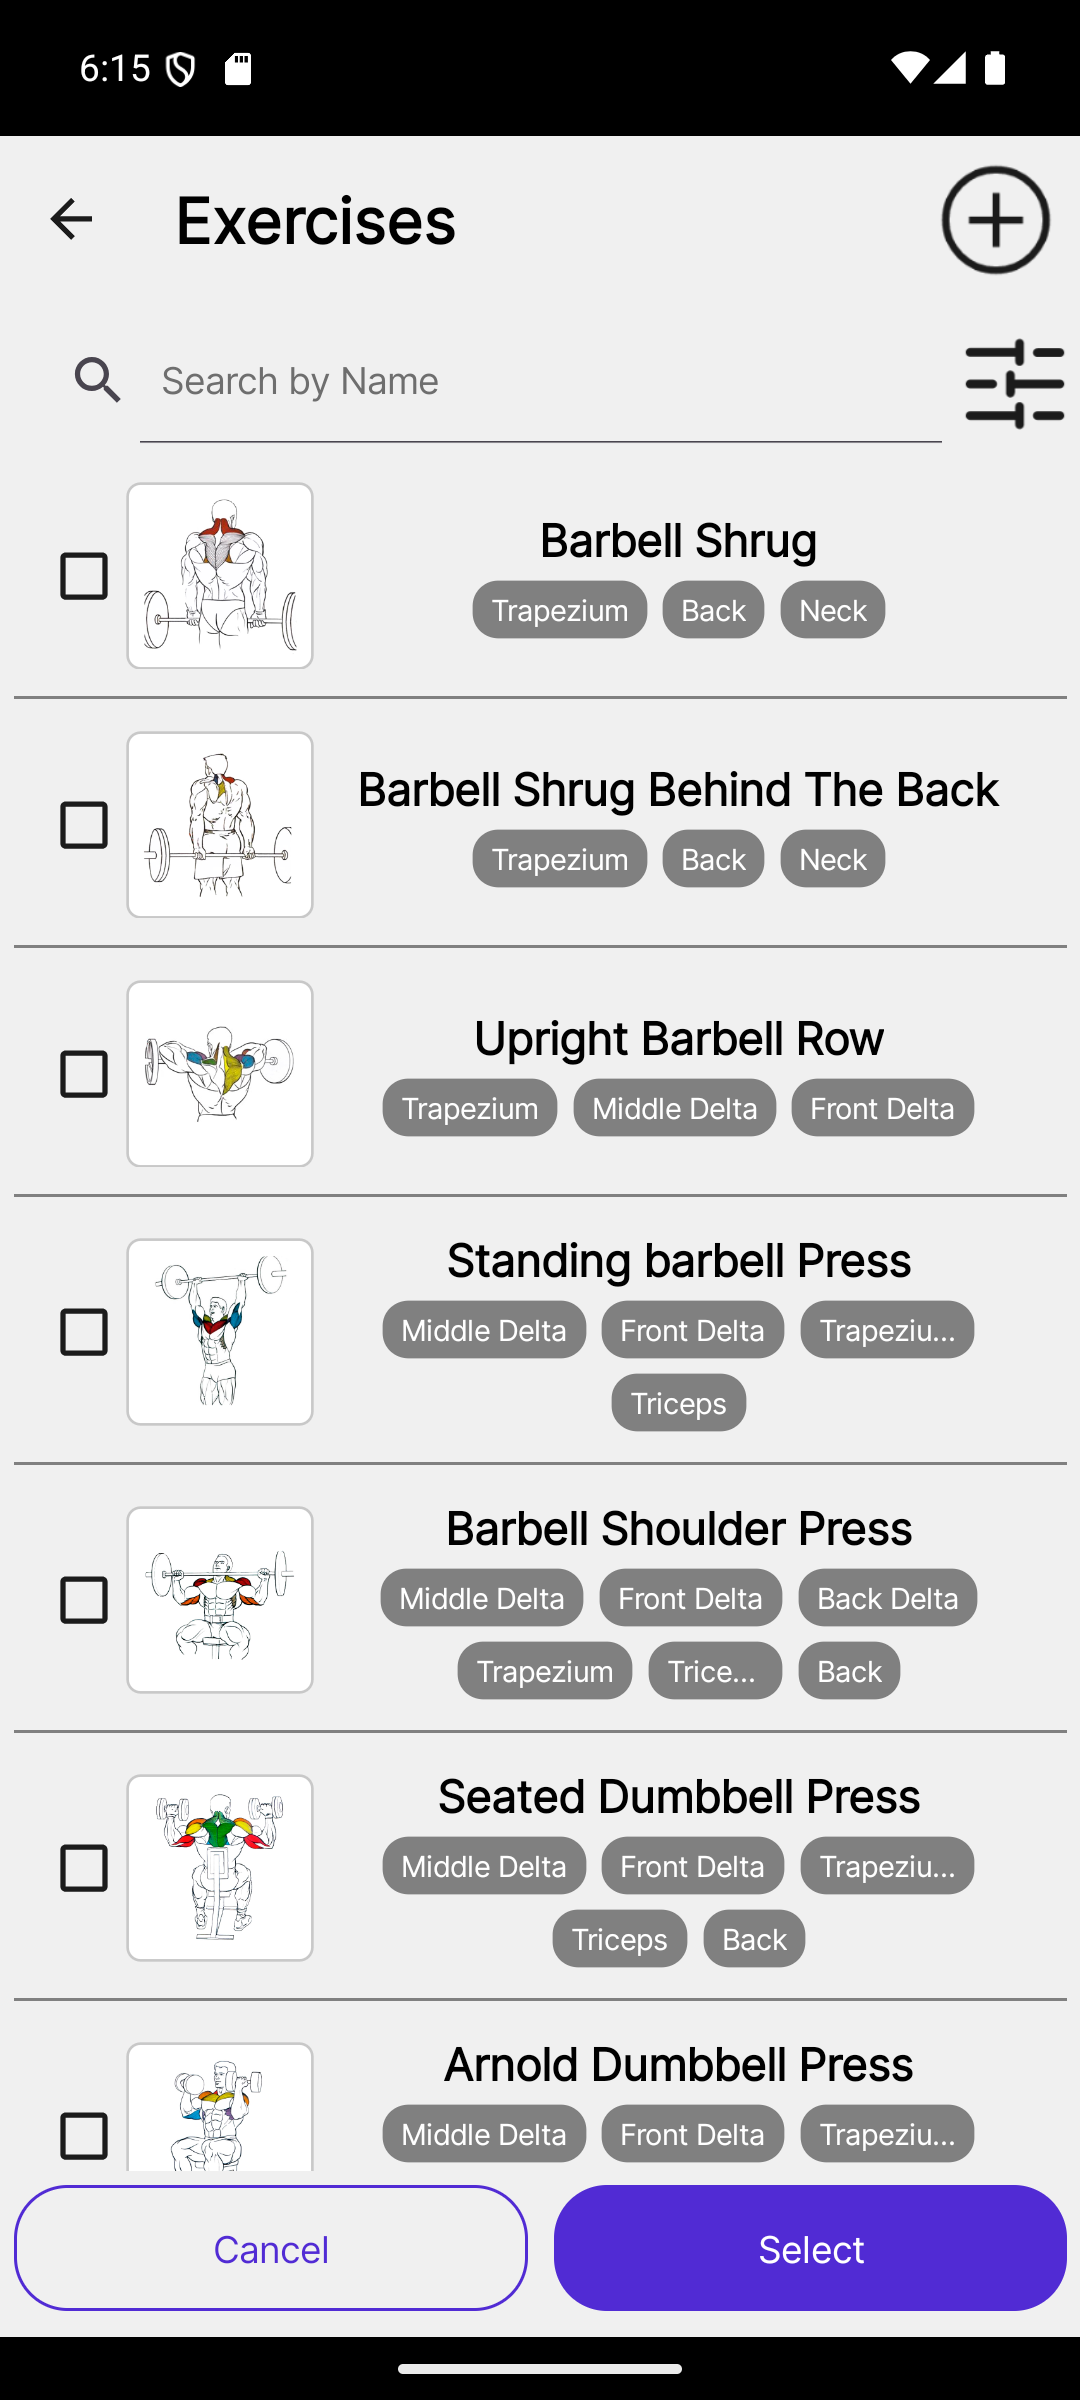 6:15
Exercises
Search by Name
Barbell Shrug
Trapezium Back Neck
Barbell Shrug Behind The Back
Trapezium Back Neck
Upright Barbell Row
Trapezium Middle Delta Front Delta
Standing barbell Press
Middle Delta Front Delta Trapeziu...
Triceps
Barbell Shoulder Press
Middle Delta Front Delta Back Delta
Trapezium Trice... Back
Seated Dumbbell Press
Middle Delta Front Delta Trapeziu...
Triceps Back
Arnold Dumbbell Press
Middle Delta Front Delta Trapeziu...
Cancel Select